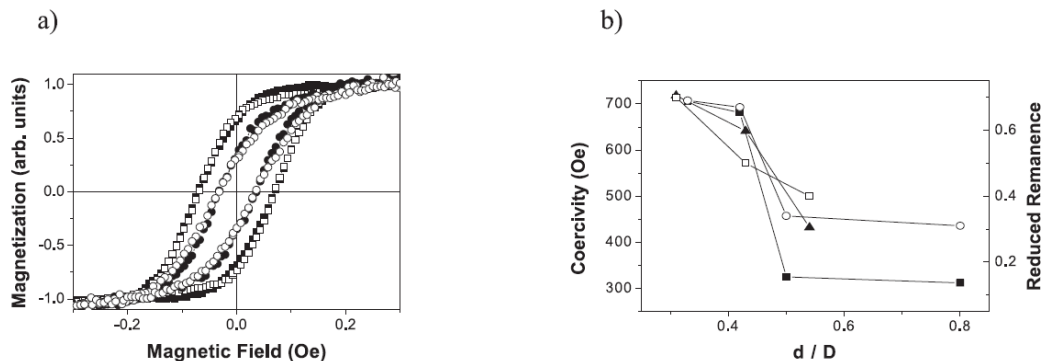 a)
b)
Magnetization (arb. units)
1.0
0.5
0.0
-0.5
-1.0
-0.2
0.0
0.2
Magnetic Field (Oe)
Coercivity (Oe)
700
600
500
400
300
0.4
0.6
0.8
d / D
0.6
0.4
0.2
Reduced Remanence